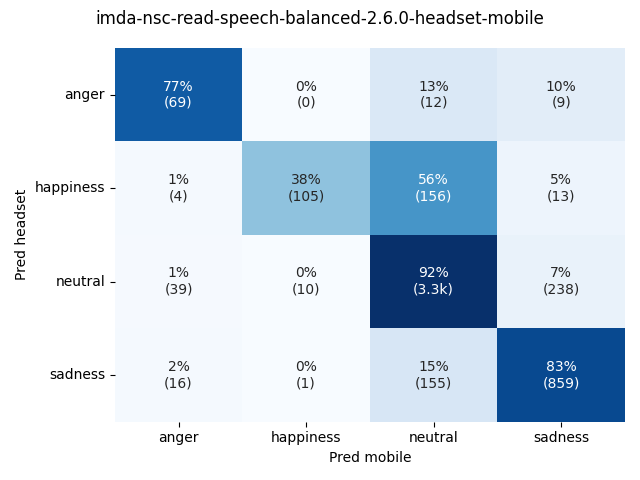 imda-nsc-read-speech-balanced-2.6.0-headset-mobile
anger 77% 0% 13% 10%
(69) (0) (12) (9)
happiness 1% 38% 56% 5%
(4) (105) (156) (13)
neutral 1% 0% 92% 7%
(39) (10) (3.3k) (238)
sadness 2% 0% 15% 83%
(16) (1) (155) (859)
Pred headset
anger happiness neutral sadness
Pred mobile